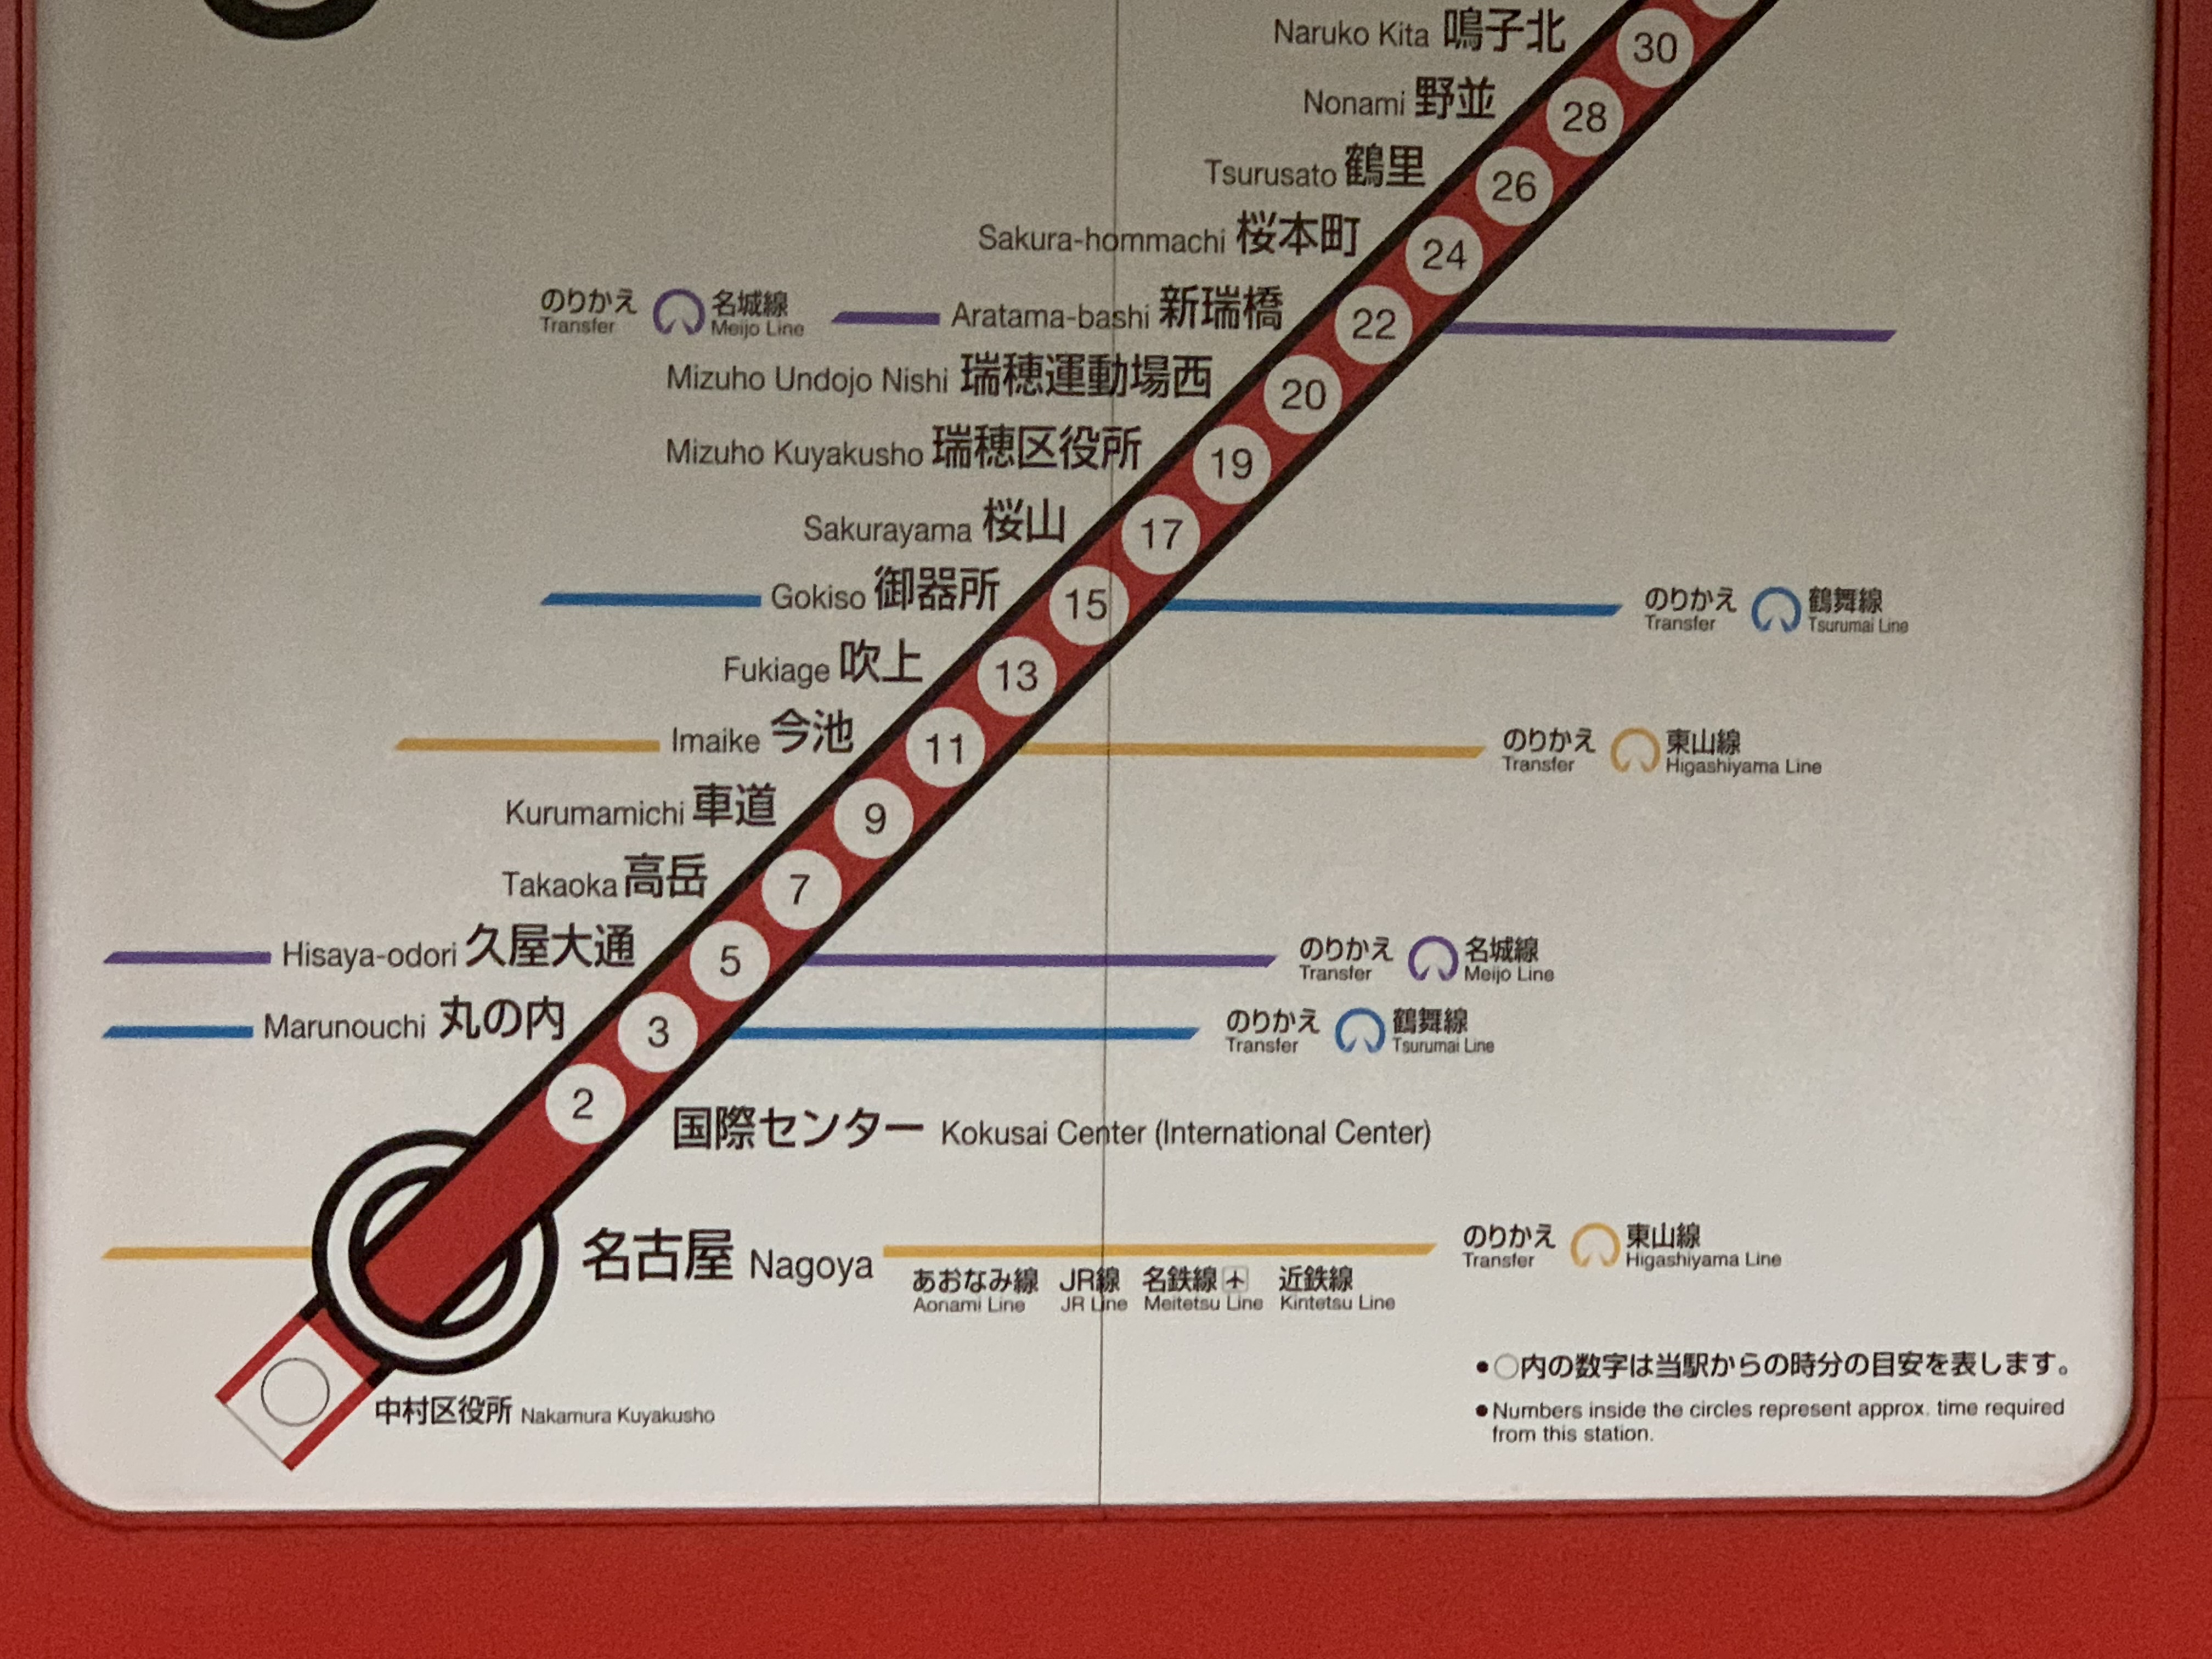 Naruko Kita 鳴子北 30
Nonami 野並 28
Tsurusato 鶴里 26
Sakura-hommachi 桜本町 24
のりかえ 名城線 Aratama-bashi 新瑞橋 22
Transfer Meijo Line
Mizuho Undojo Nishi 瑞穂運動場西 20
Mizuho Kuyakusho 瑞穂区役所 19
Sakurayama 桜山 17
Gokiso 御器所 15 のりかえ 鶴舞線
Transfer Tsurumai Line
Fukiage 吹上 13
Imaike 今池 11 のりかえ 東山線
Transfer Higashiyama Line
Kurumamichi 車道 9
Takaoka 高岳 7
Hisaya-odori 久屋大通 5 のりかえ 名城線
Transfer Meijo Line
Marunouchi 丸の内 3 のりかえ 鶴舞線
Transfer Tsurumai Line
2 国際センター Kokusai Center (International Center)
名古屋 Nagoya のりかえ 東山線
Transfer Higashiyama Line
あおなみ線 JR線 名鉄線 近鉄線
Aonami Line JR Line Meitetsu Line Kintetsu Line
中村区役所 Nakamura Kuyakusho
●○内の数字は当駅からの時分の目安を表します。
●Numbers inside the circles represent approx. time required
from this station.